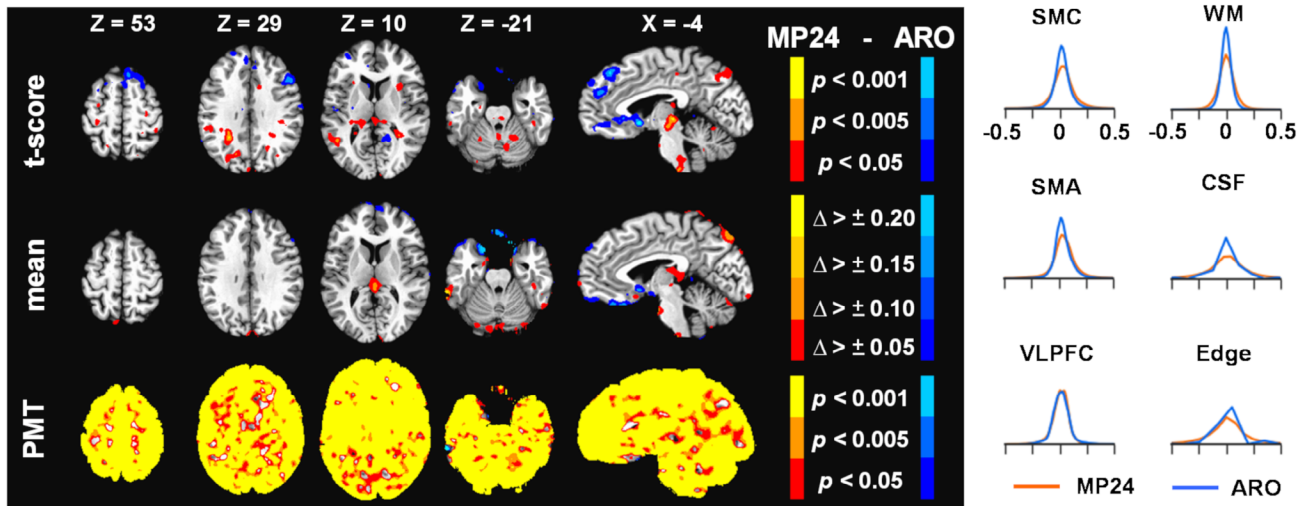 Z = 53 Z = 29 Z = 10 Z = -21 X = -4
MP24 - ARO
t-score
p < 0.001
p < 0.005
p < 0.05
mean
Δ > ± 0.20
Δ > ± 0.15
Δ > ± 0.10
Δ > ± 0.05
PMT
p < 0.001
p < 0.005
p < 0.05
SMC WM
-0.5 0 0.5 -0.5 0 0.5
SMA CSF
VLPFC Edge
MP24 ARO